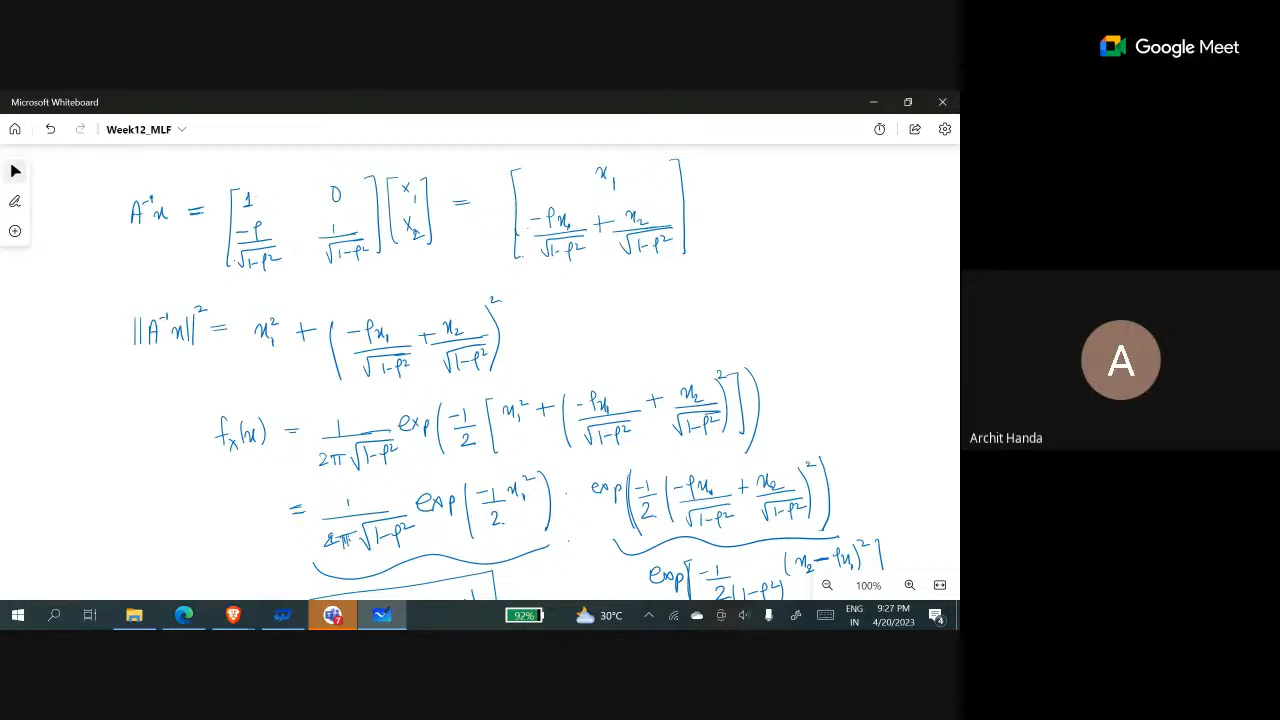 Google Meet
Microsoft Whiteboard
Week12_MLF
A⁻¹x = [1 0; -ρ/√(1-ρ²) 1/√(1-ρ²)] [x₁; x₂] = [x₁; -ρx₁/√(1-ρ²) + x₂/√(1-ρ²)]
||A⁻¹x||² = x₁² + (-ρx₁/√(1-ρ²) + x₂/√(1-ρ²))²
fₓ(x) = 1/(2π√(1-ρ²)) exp(-1/2 [x₁² + (-ρx₁/√(1-ρ²) + x₂/√(1-ρ²))²])
= 1/(2π√(1-ρ²)) exp(-1/2 x₁²) · exp(-1/2 (-ρx₁/√(1-ρ²) + x₂/√(1-ρ²))²)
exp[-1/2(1-ρ²) (x₂-ρx₁)²]
A
Archit Handa
100%
92%
30°C
ENG
IN
9:27 PM
4/20/2023
4
7